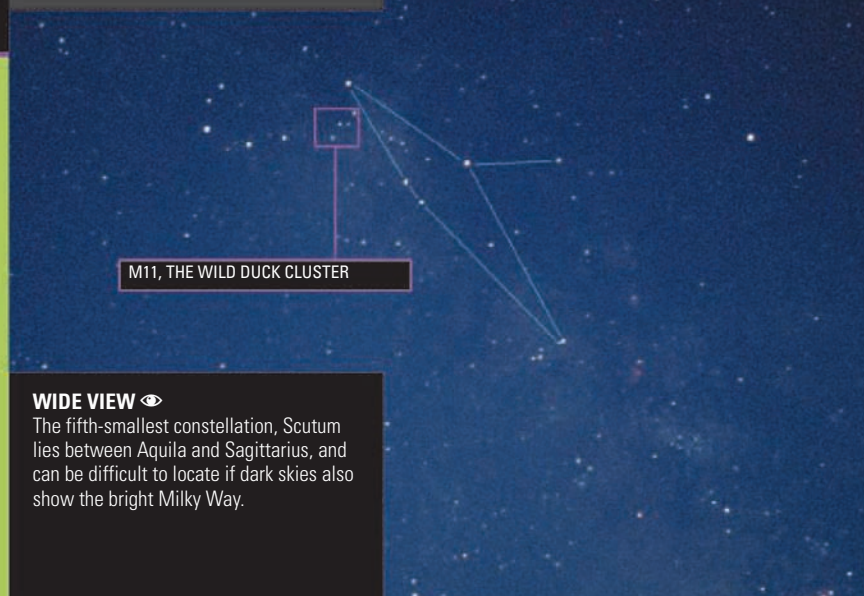 M11, THE WILD DUCK CLUSTER
WIDE VIEW
The fifth-smallest constellation, Scutum
lies between Aquila and Sagittarius, and
can be difficult to locate if dark skies also
show the bright Milky Way.